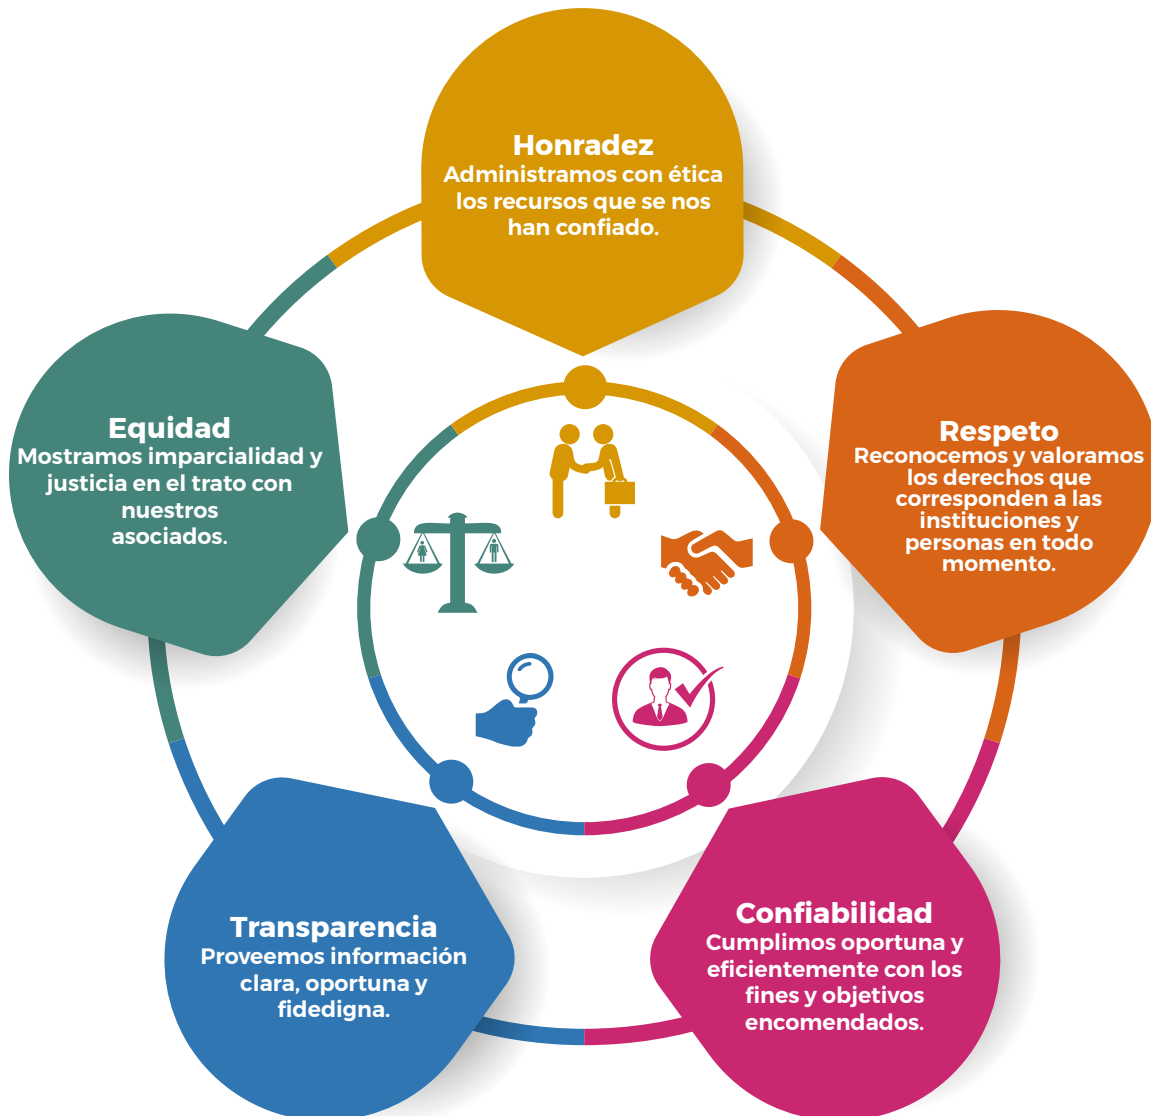 Honradez
Administramos con ética
los recursos que se nos
han confiado.
Equidad
Mostramos imparcialidad y
justicia en el trato con
nuestros
asociados.
Respeto
Reconocemos y valoramos
los derechos que
corresponden a las
instituciones y
personas en todo
momento.
Transparencia
Proveemos información
clara, oportuna y
fidedigna.
Confiabilidad
Cumplimos oportuna y
eficientemente con los
fines y objetivos
encomendados.